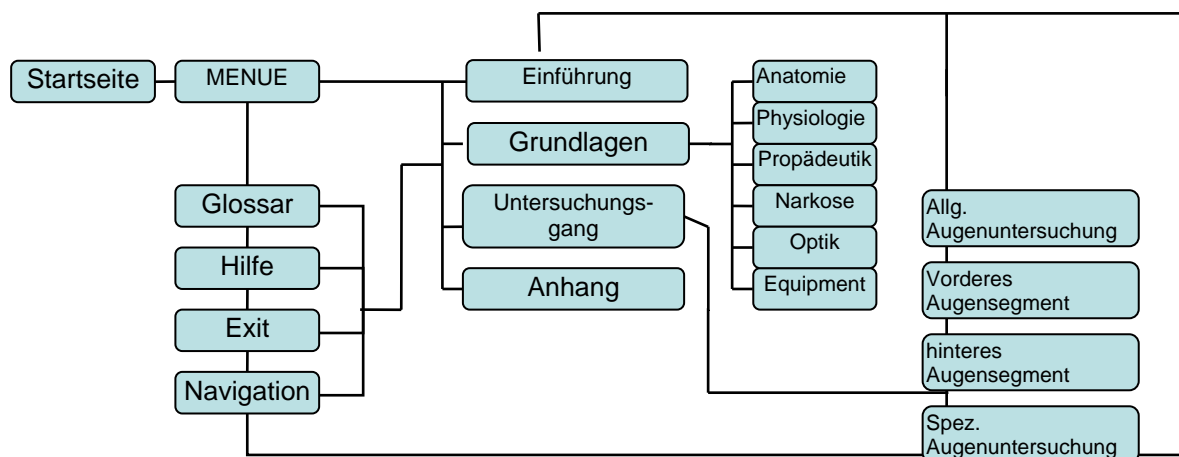 Startseite
MENUE
Glossar
Hilfe
Exit
Navigation
Einführung
Grundlagen
Untersuchungs-
gang
Anhang
Anatomie
Physiologie
Propädeutik
Narkose
Optik
Equipment
Allg.
Augenuntersuchung
Vorderes
Augensegment
hinteres
Augensegment
Spez.
Augenuntersuchung